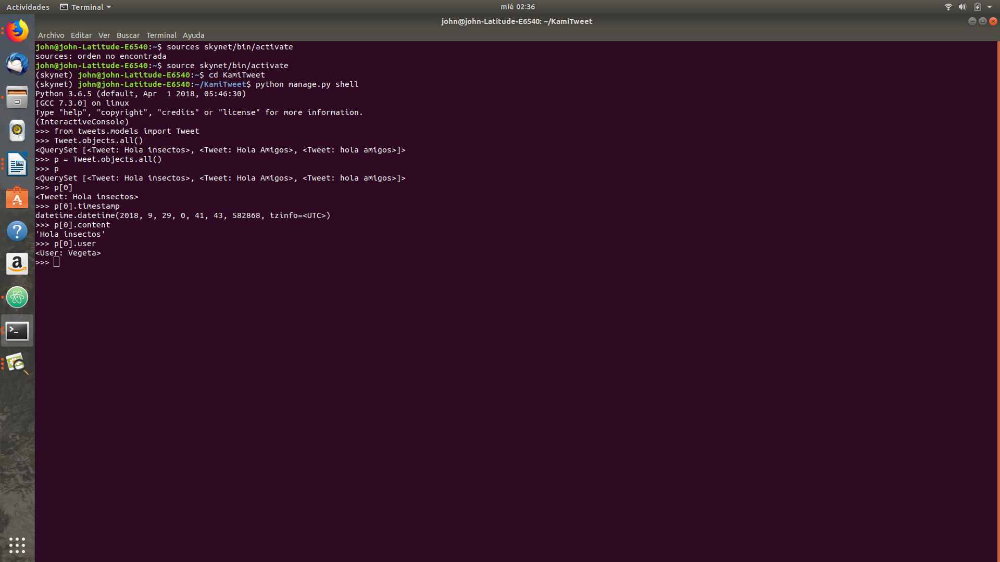 Actividades Terminal mié 02:36
john@john-Latitude-E6540: ~/KamiTweet
Archivo Editar Ver Buscar Terminal Ayuda
john@john-Latitude-E6540:~$ sources skynet/bin/activate
sources: orden no encontrada
john@john-Latitude-E6540:~$ source skynet/bin/activate
(skynet) john@john-Latitude-E6540:~$ cd KamiTweet
(skynet) john@john-Latitude-E6540:~/KamiTweet$ python manage.py shell
Python 3.6.5 (default, Apr  1 2018, 05:46:30)
[GCC 7.3.0] on linux
Type "help", "copyright", "credits" or "license" for more information.
(InteractiveConsole)
>>> from tweets.models import Tweet
>>> Tweet.objects.all()
<QuerySet [<Tweet: Hola insectos>, <Tweet: Hola Amigos>, <Tweet: hola amigos>]>
>>> p = Tweet.objects.all()
>>> p
<QuerySet [<Tweet: Hola insectos>, <Tweet: Hola Amigos>, <Tweet: hola amigos>]>
>>> p[0]
<Tweet: Hola insectos>
>>> p[0].timestamp
datetime.datetime(2018, 9, 29, 0, 41, 43, 582868, tzinfo=<UTC>)
>>> p[0].content
'Hola insectos'
>>> p[0].user
<User: Vegeta>
>>>